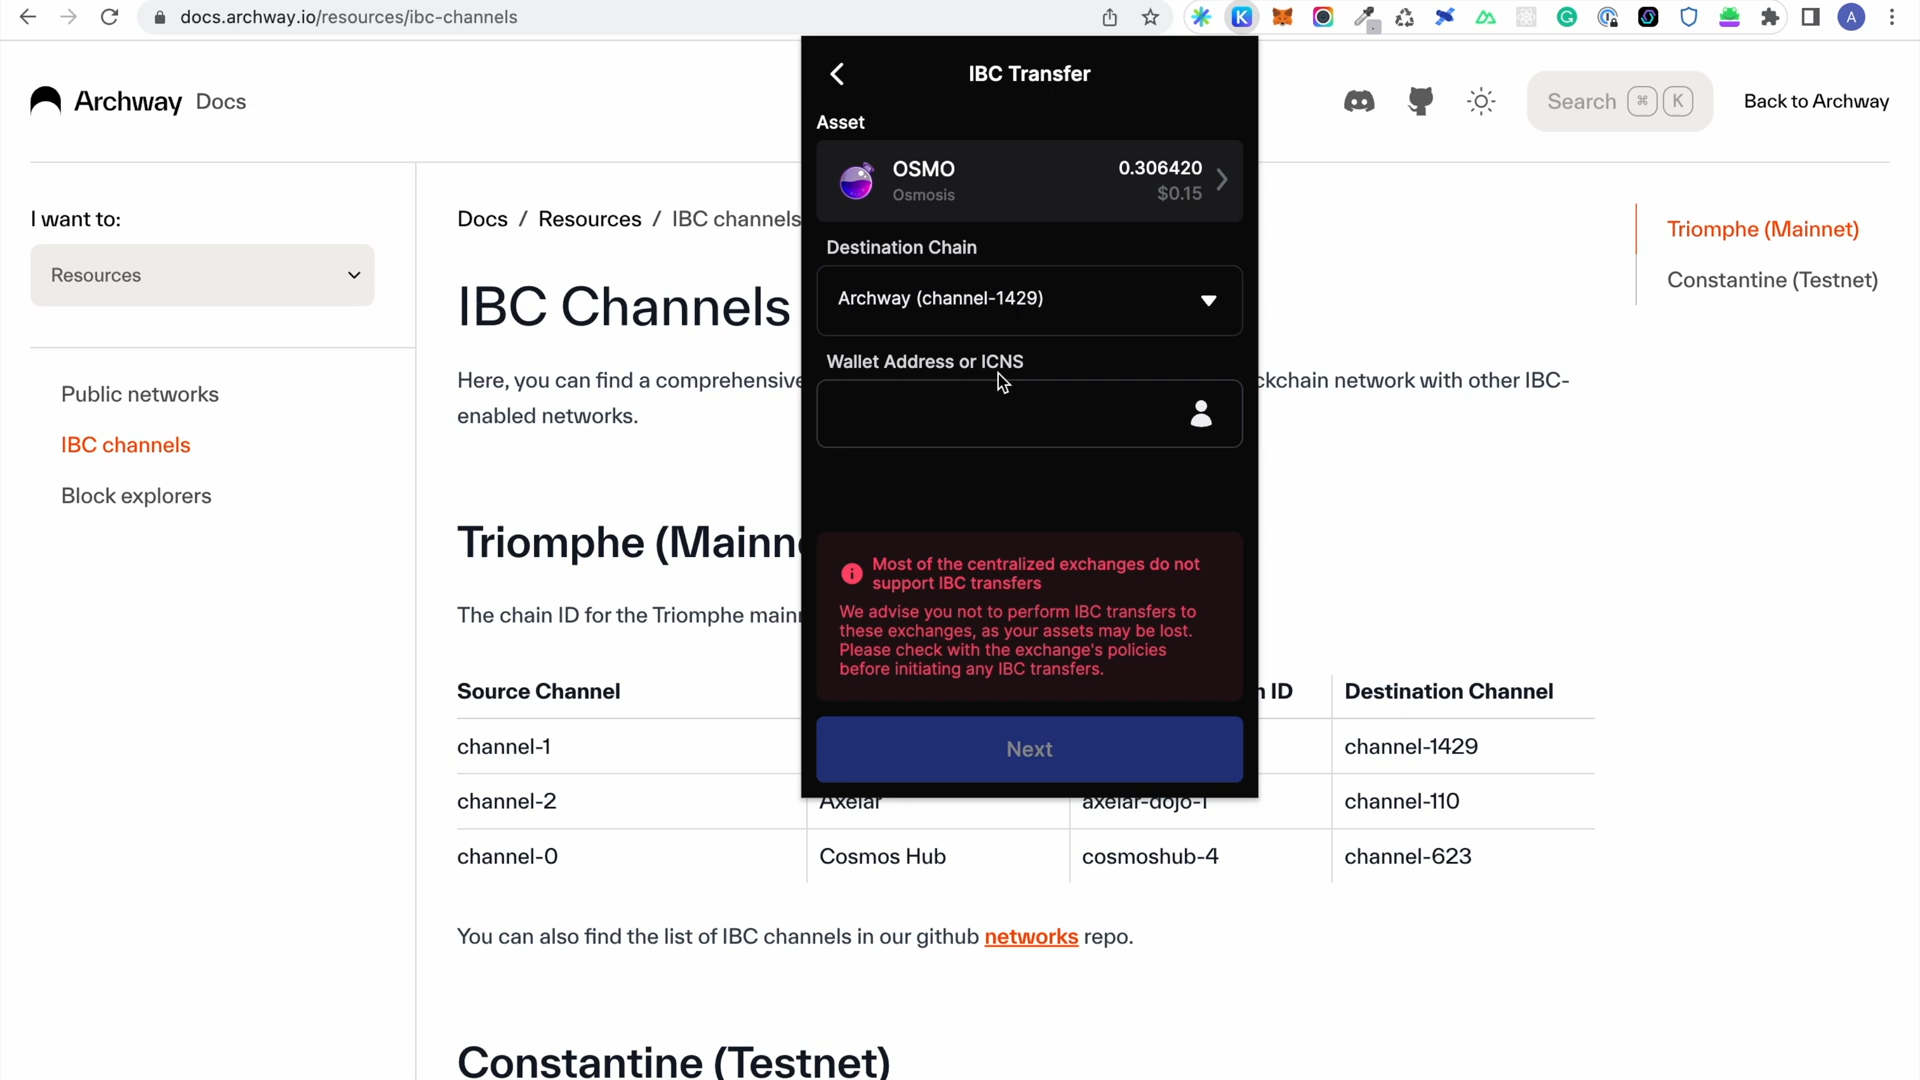 docs.archway.io/resources/ibc-channels
K
A
IBC Transfer
Archway Docs
Search ⌘ K
Back to Archway
Asset
OSMO
0.306420
Osmosis
$0.15
I want to:
Resources
Docs / Resources / IBC channels
Triomphe (Mainnet)
Constantine (Testnet)
Destination Chain
Archway (channel-1429)
IBC Channels
Wallet Address or ICNS
Here, you can find a comprehensive
ckchain network with other IBC-
enabled networks.
Public networks
IBC channels
Block explorers
Triomphe (Mainn
Most of the centralized exchanges do not
support IBC transfers
We advise you not to perform IBC transfers to
these exchanges, as your assets may be lost.
Please check with the exchange's policies
before initiating any IBC transfers.
The chain ID for the Triomphe main
Source Channel
ID
Destination Channel
channel-1
Next
channel-1429
channel-2
Axelar
axelar-dojo-1
channel-110
channel-0
Cosmos Hub
cosmoshub-4
channel-623
You can also find the list of IBC channels in our github networks repo.
Constantine (Testnet)